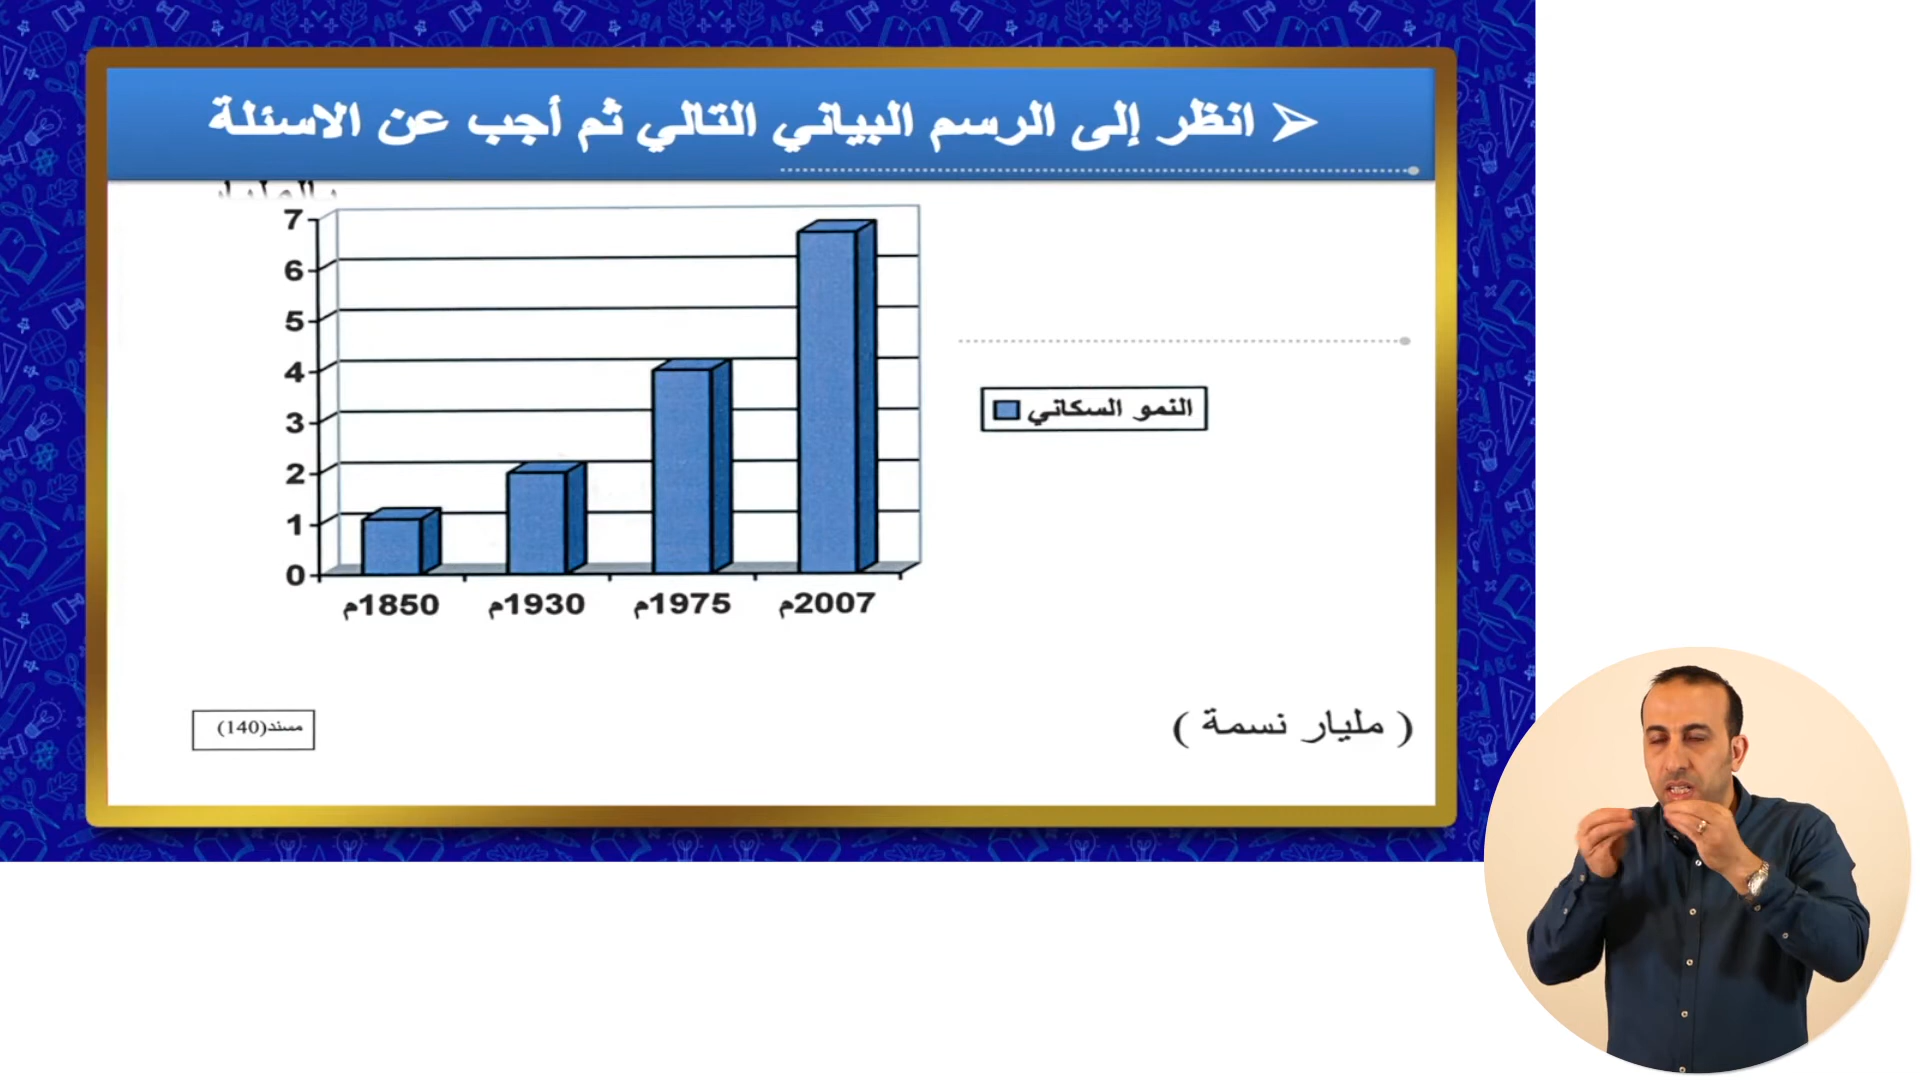 انظر إلى الرسم البياني التالي ثم أجب عن الاسئلة
7
6
5
4
3
2
1
0
1850م 1930م 1975م 2007م
النمو السكاني
( مليار نسمة )
مسند(140)